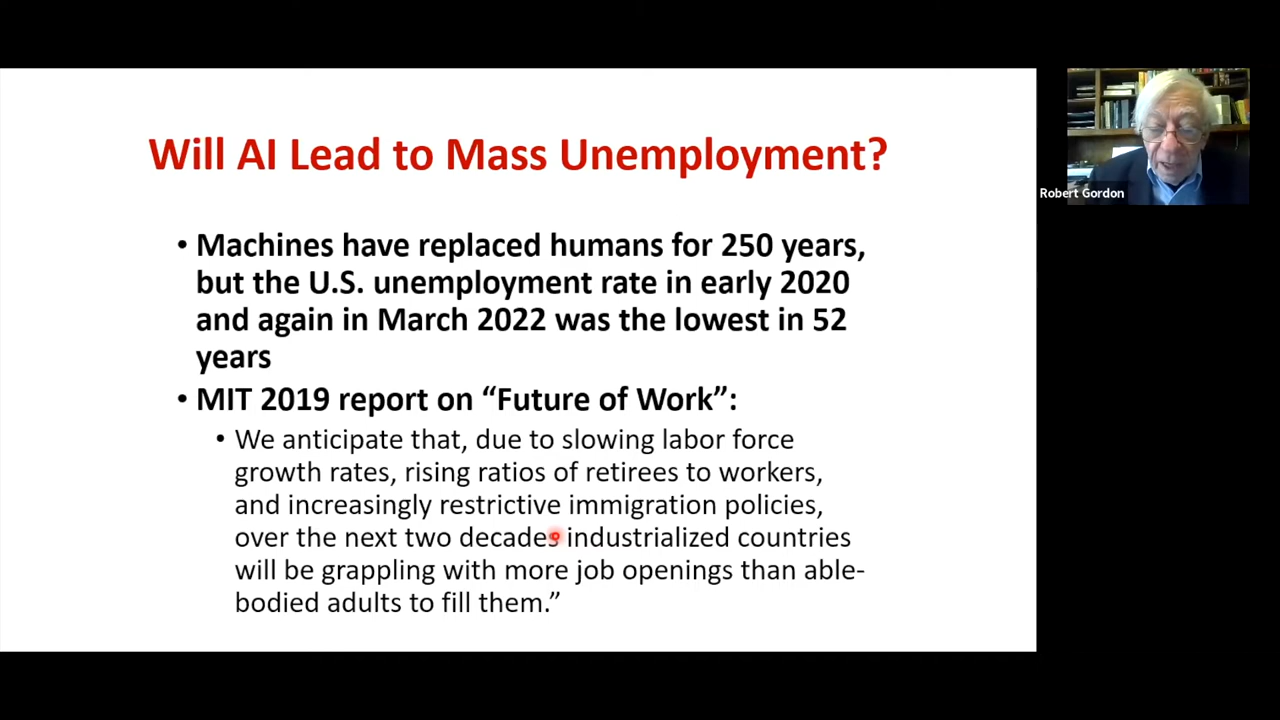 Will AI Lead to Mass Unemployment?
• Machines have replaced humans for 250 years,
but the U.S. unemployment rate in early 2020
and again in March 2022 was the lowest in 52
years
• MIT 2019 report on “Future of Work”:
• We anticipate that, due to slowing labor force
growth rates, rising ratios of retirees to workers,
and increasingly restrictive immigration policies,
over the next two decades industrialized countries
will be grappling with more job openings than able-
bodied adults to fill them.”
Robert Gordon